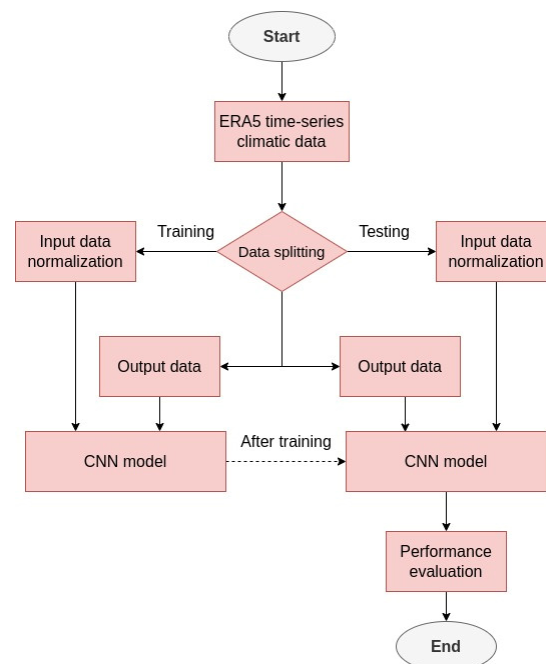 Start
ERA5 time-series
climatic data
Training
Testing
Input data
normalization
Data splitting
Input data
normalization
Output data
Output data
CNN model
After training
CNN model
Performance
evaluation
End